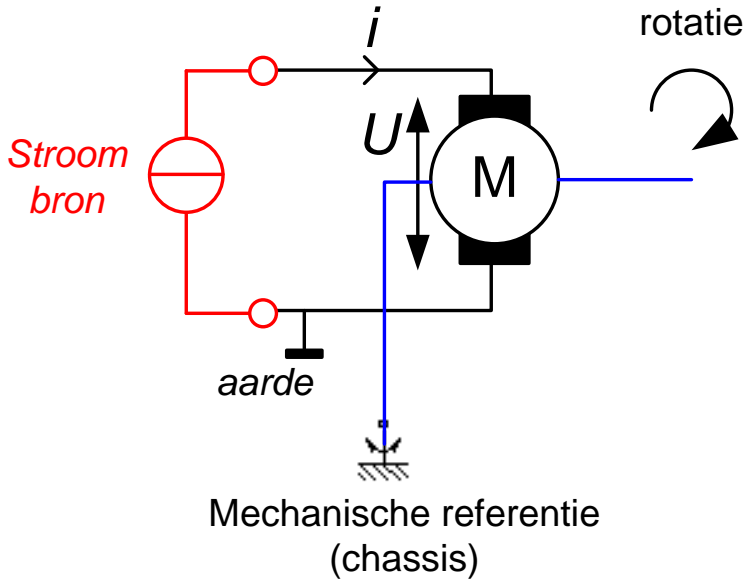 rotatie
i
U
M
Stroom
bron
aarde
Mechanische referentie
(chassis)